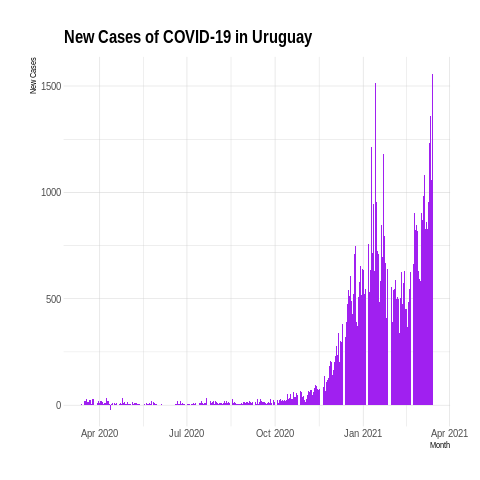 New Cases of COVID-19 in Uruguay
New Cases
1500
1000
500
0
Apr 2020 Jul 2020 Oct 2020 Jan 2021 Apr 2021
Month